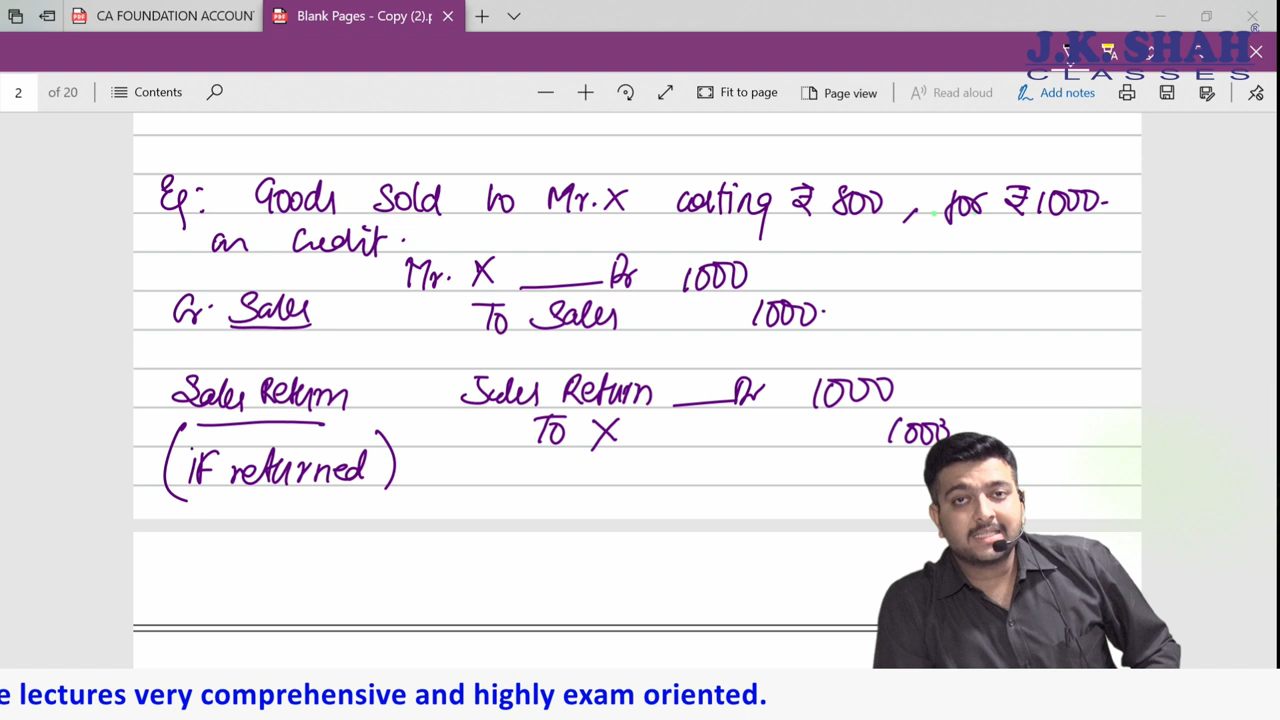 CA FOUNDATION ACCOUN
Blank Pages - Copy (2).p
J.K. SHAH®
CLASSES
2 of 20
Contents
Fit to page
Page view
Read aloud
Add notes
Eg: Goods Sold to Mr. X costing ₹ 800, for ₹ 1000.
on Credit.
Mr. X ____ Dr 1000
Cr. Sales To Sales 1000.
Sales Return Sales Return ____ Dr 1000
To X 1000
(if returned)
e lectures very comprehensive and highly exam oriented.